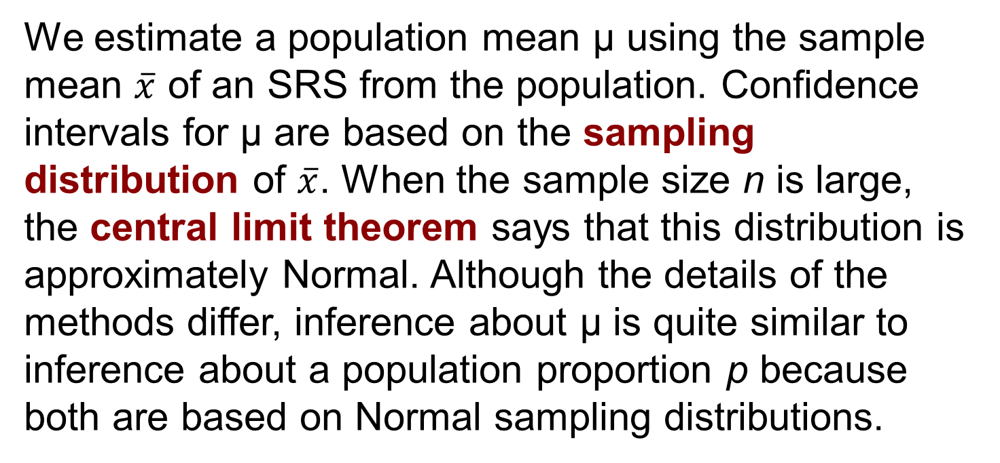 We estimate a population mean μ using the sample
mean x̄ of an SRS from the population. Confidence
intervals for μ are based on the sampling
distribution of x̄. When the sample size n is large,
the central limit theorem says that this distribution is
approximately Normal. Although the details of the
methods differ, inference about μ is quite similar to
inference about a population proportion p because
both are based on Normal sampling distributions.